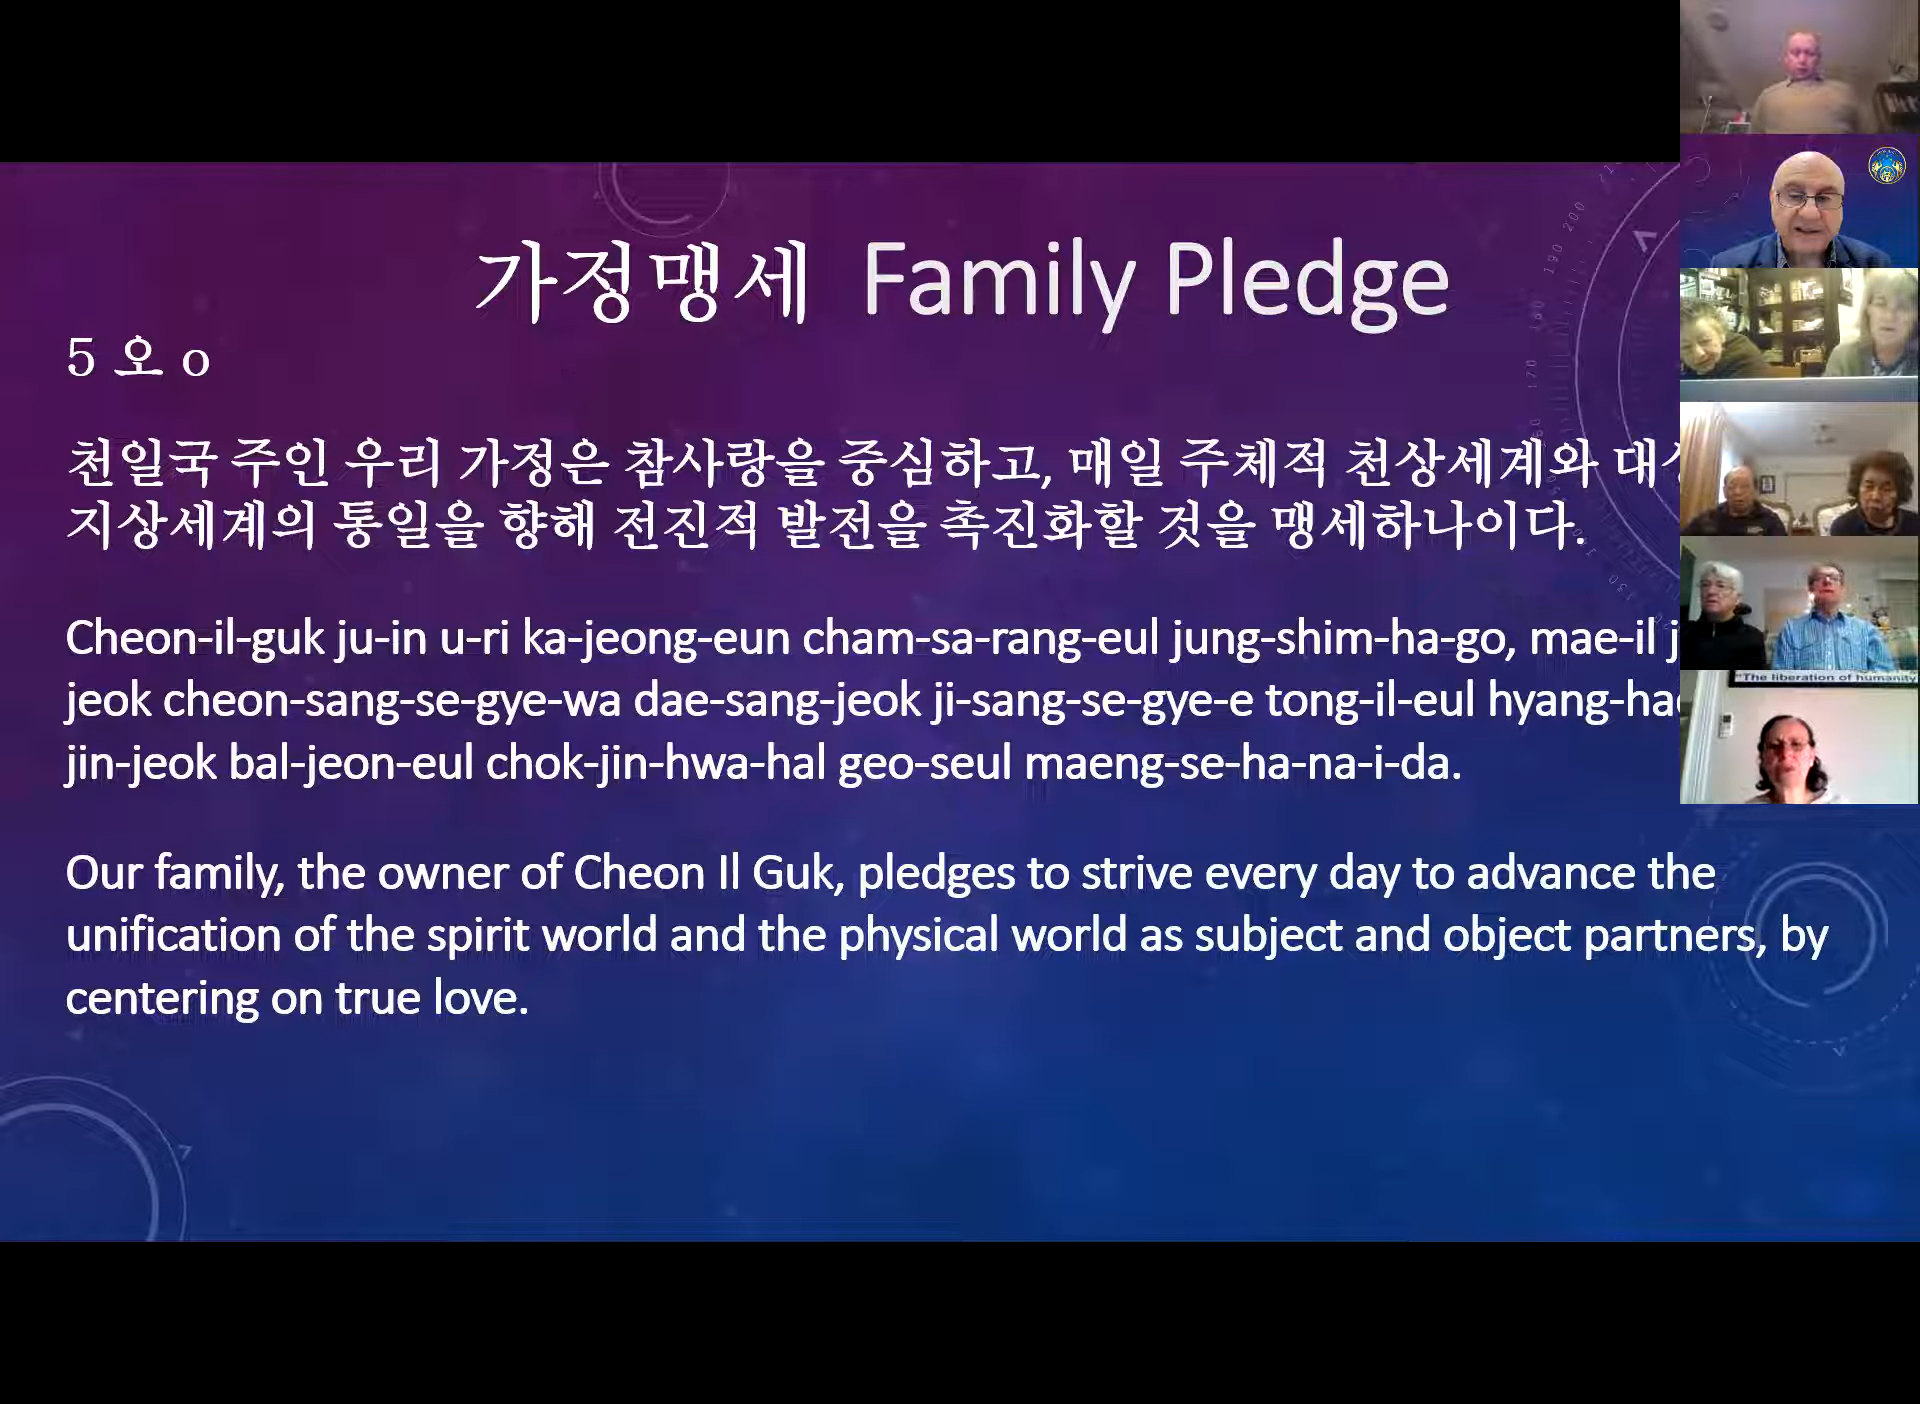 가정맹세 Family Pledge
5 오 o
천일국 주인 우리 가정은 참사랑을 중심하고, 매일 주체적 천상세계와
지상세계의 통일을 향해 전진적 발전을 촉진화할 것을 맹세하나이다.
Cheon-il-guk ju-in u-ri ka-jeong-eun cham-sa-rang-eul jung-shim-ha-go, mae-il
jeok cheon-sang-se-gye-wa dae-sang-jeok ji-sang-se-gye-e tong-il-eul
jin-jeok bal-jeon-eul chok-jin-hwa-hal geo-seul maeng-se-ha-na-i-da.
Our family, the owner of Cheon Il Guk, pledges to strive every day to advance the
unification of the spirit world and the physical world as subject and object partners, by
centering on true love.
"The liberation of humanity